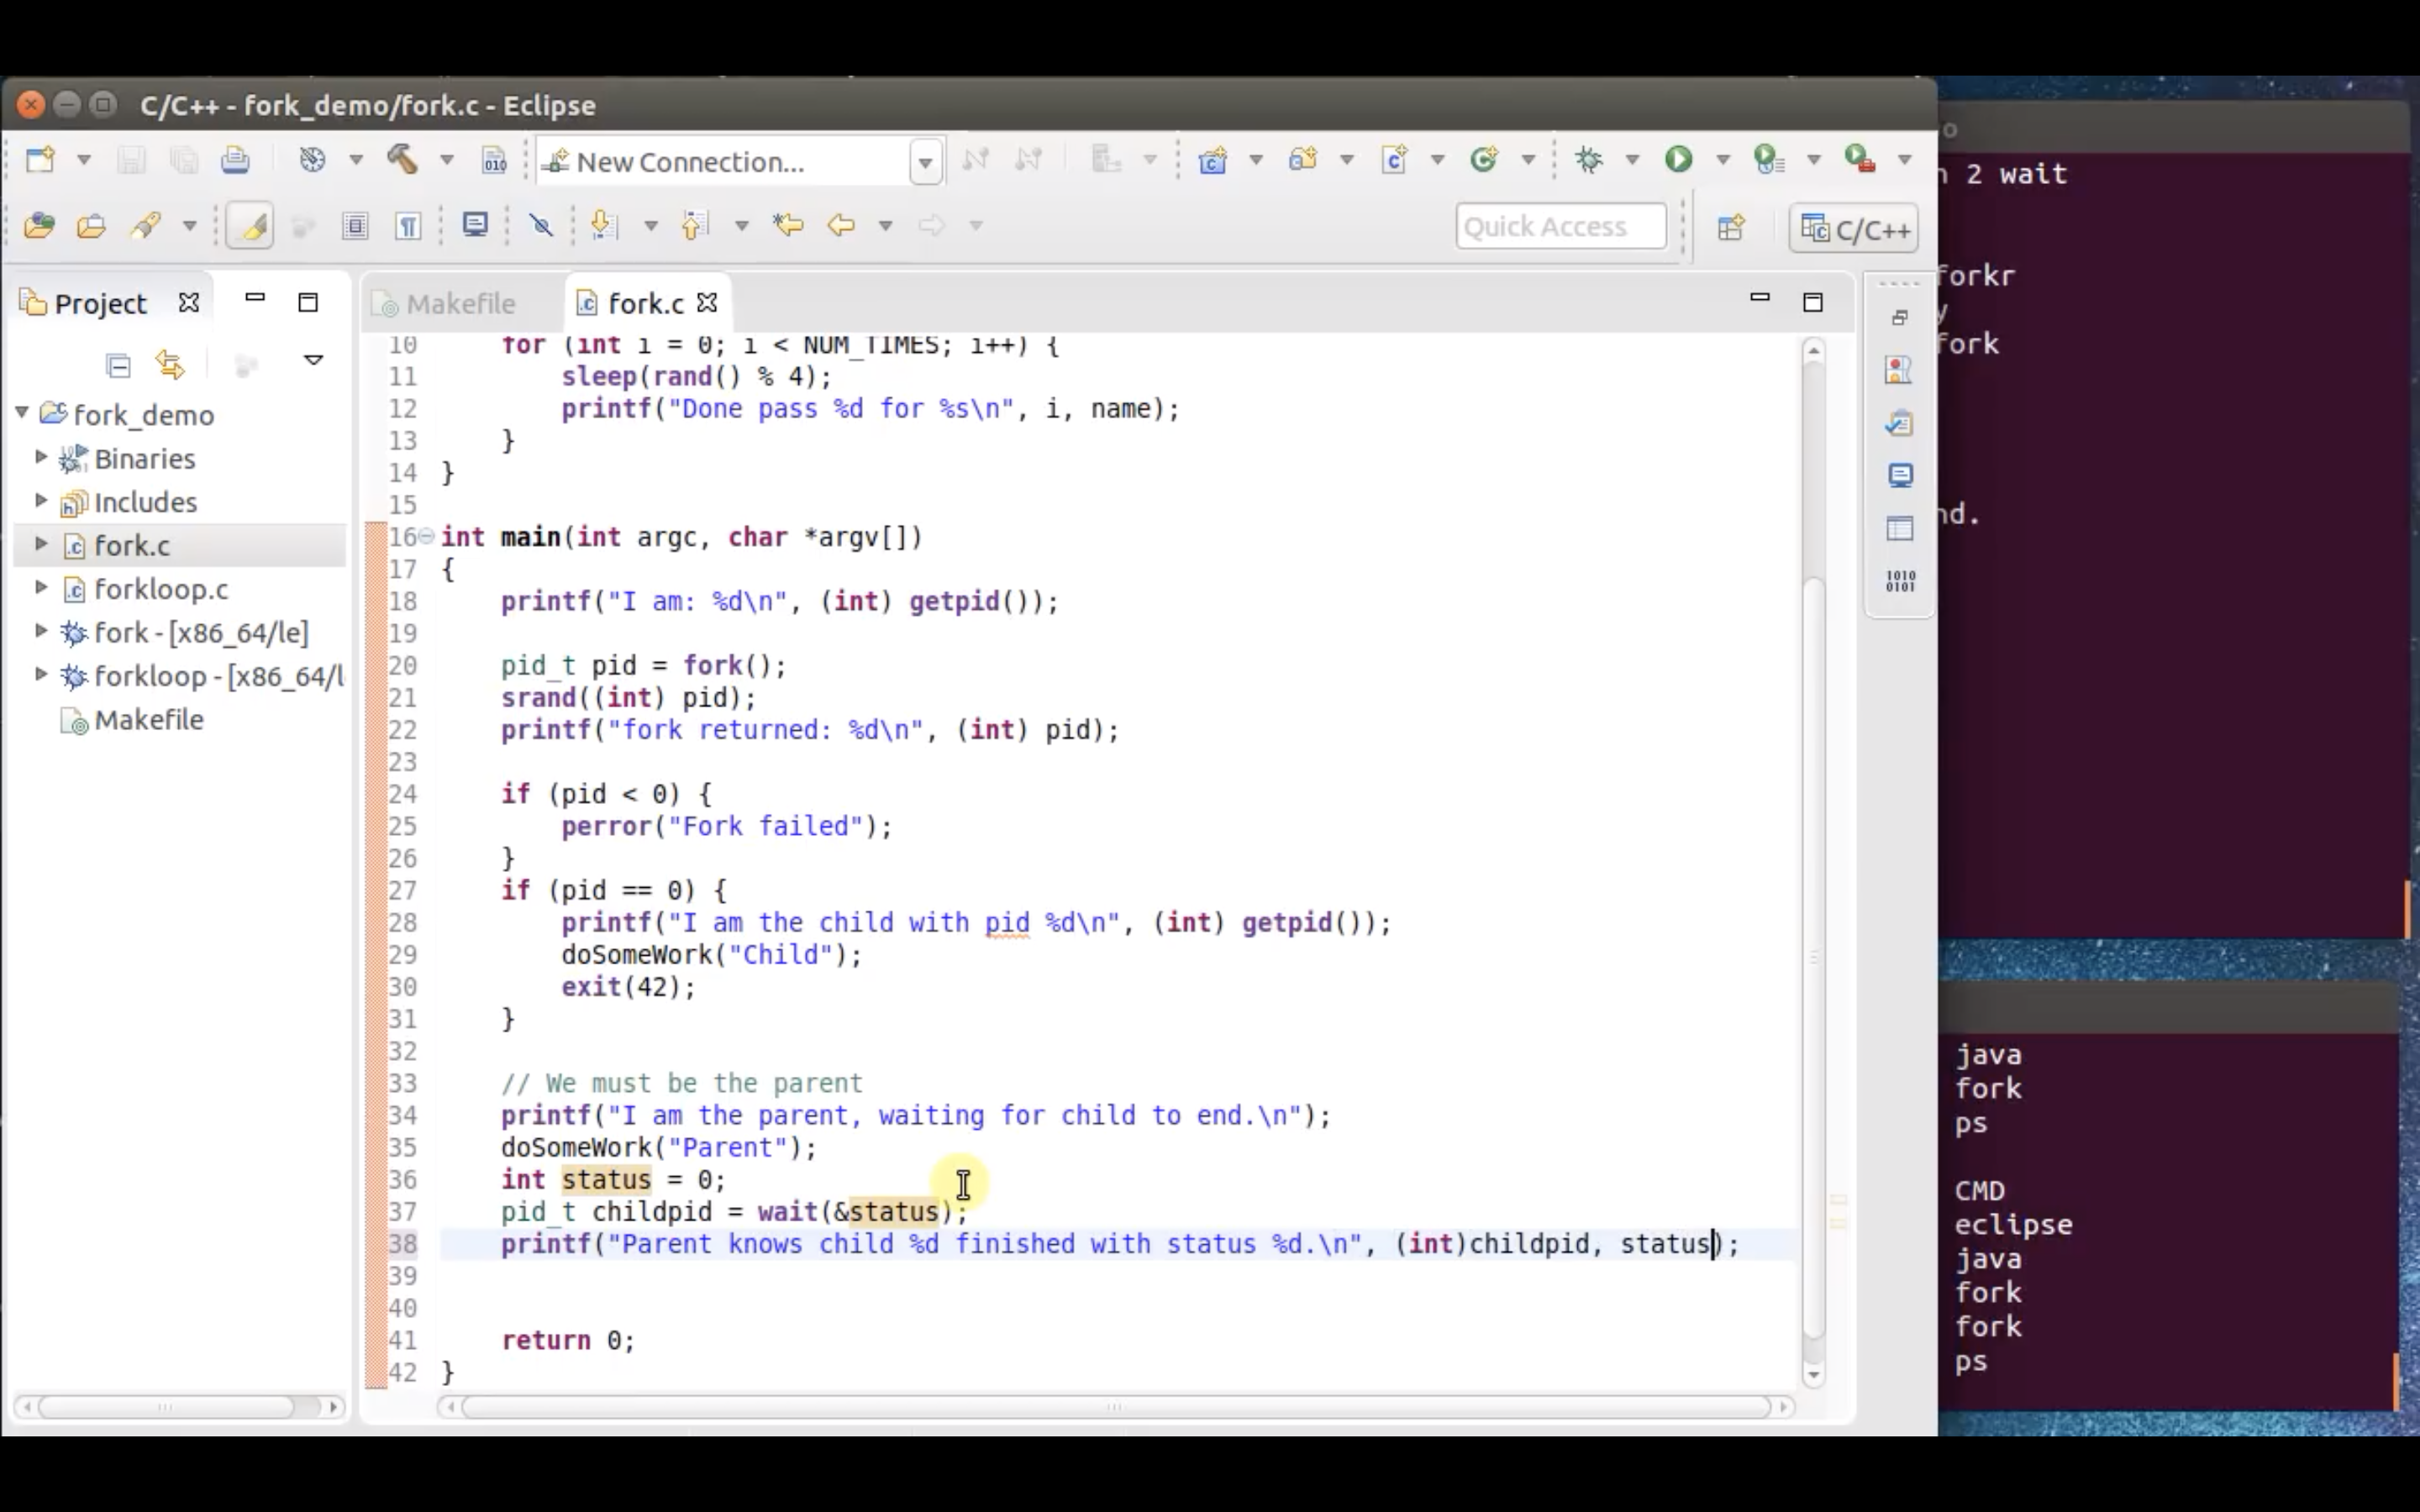 C/C++ - fork_demo/fork.c - Eclipse
New Connection...
Quick Access
C/C++
Project
Makefile
fork.c
fork_demo
Binaries
Includes
fork.c
forkloop.c
fork - [x86_64/le]
forkloop - [x86_64/l
Makefile
10 for (int i = 0; i < NUM_TIMES; i++) {
11 sleep(rand() % 4);
12 printf("Done pass %d for %s\n", i, name);
13 }
14 }
15
16 int main(int argc, char *argv[])
17 {
18 printf("I am: %d\n", (int) getpid());
19
20 pid_t pid = fork();
21 srand((int) pid);
22 printf("fork returned: %d\n", (int) pid);
23
24 if (pid < 0) {
25 perror("Fork failed");
26 }
27 if (pid == 0) {
28 printf("I am the child with pid %d\n", (int) getpid());
29 doSomeWork("Child");
30 exit(42);
31 }
32
33 // We must be the parent
34 printf("I am the parent, waiting for child to end.\n");
35 doSomeWork("Parent");
36 int status = 0;
37 pid_t childpid = wait(&status);
38 printf("Parent knows child %d finished with status %d.\n", (int)childpid, status);
39
40
41 return 0;
42 }
1010
0101
o
2 wait
forkr
y
fork
nd.
java
fork
ps
CMD
eclipse
java
fork
fork
ps